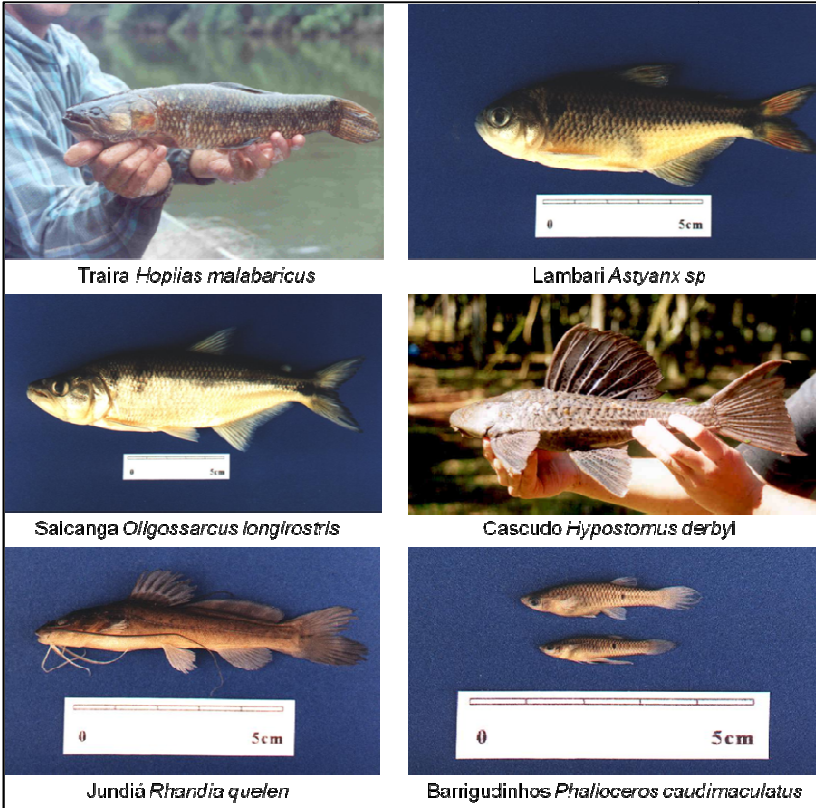 0 5cm
Traira Hoplias malabaricus
Lambari Astyanx sp
0 5cm
Saicanga Oligossarcus longirostris
Cascudo Hypostomus derbyi
0 5cm
0 5cm
Jundiá Rhandia quelen
Barrigudinhos Phalloceros caudimaculatus